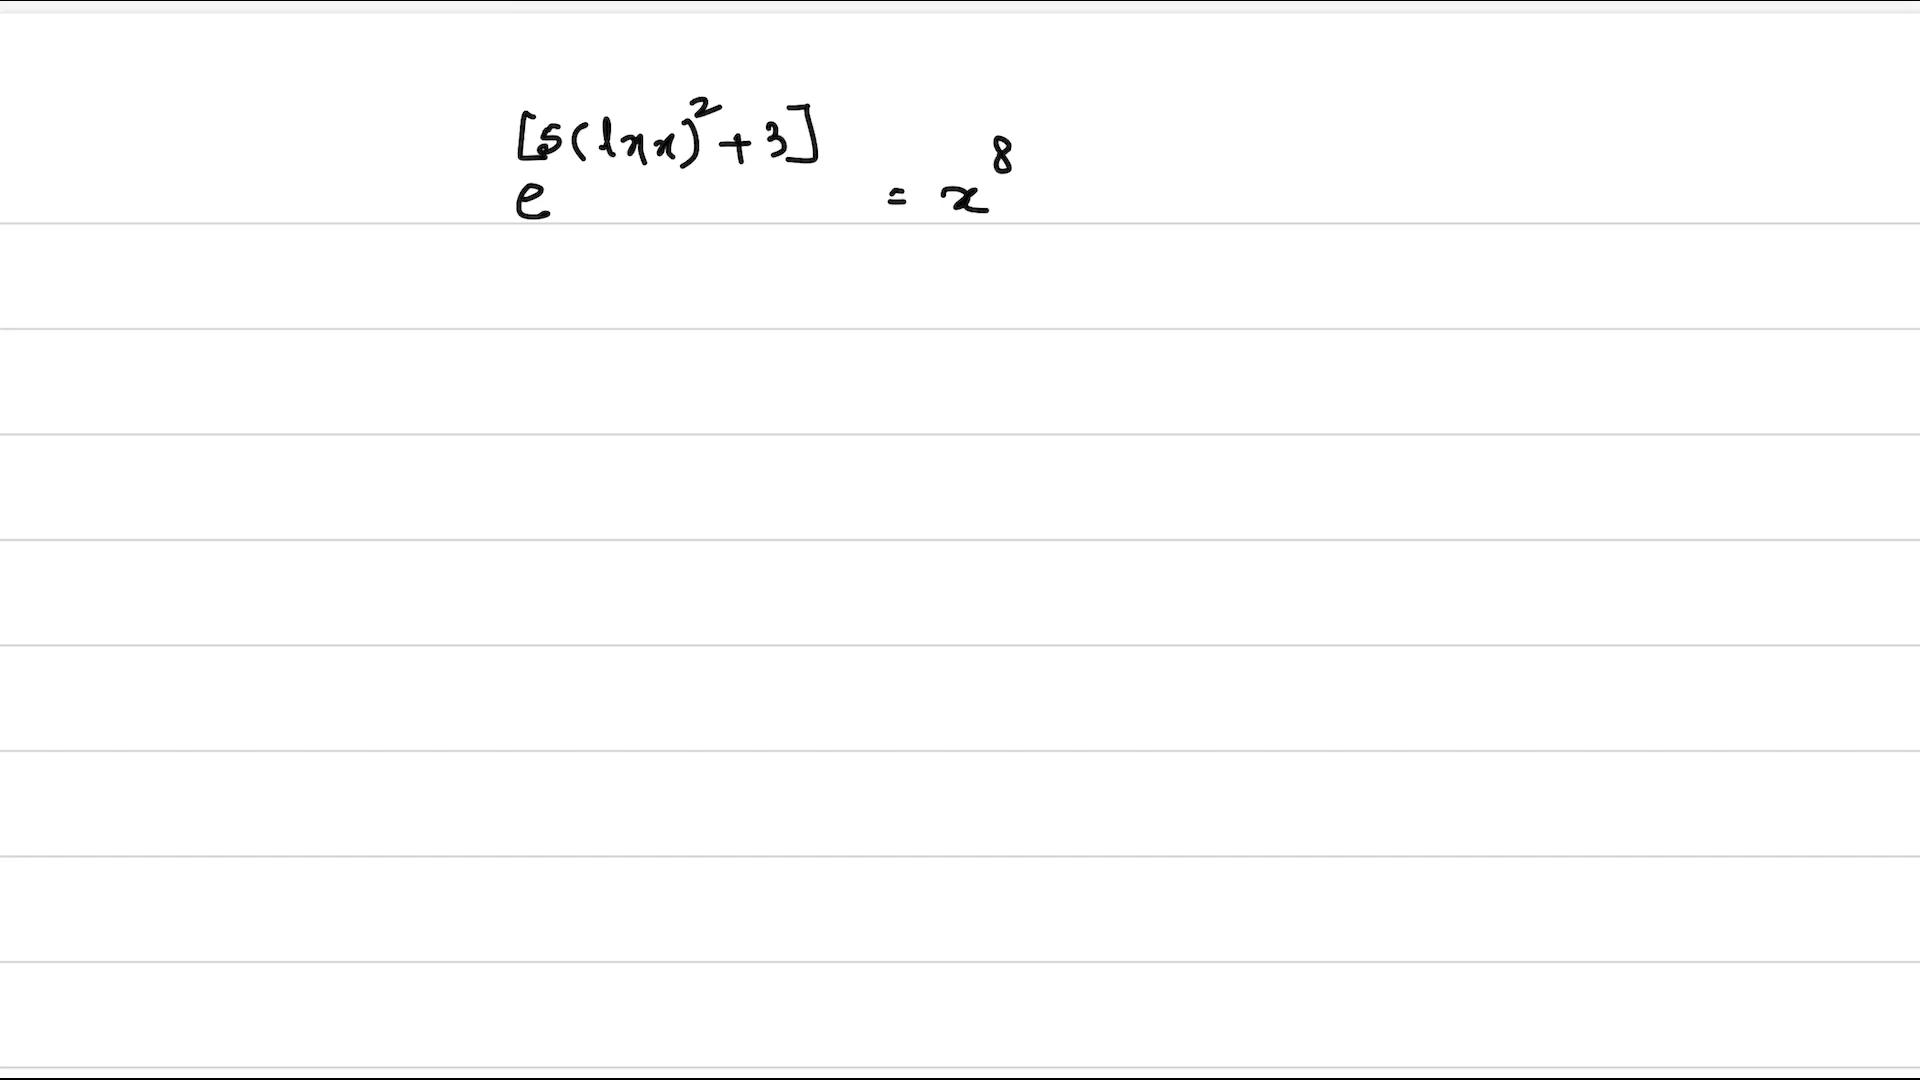 e^[5(lnx)^2+3] = x^8